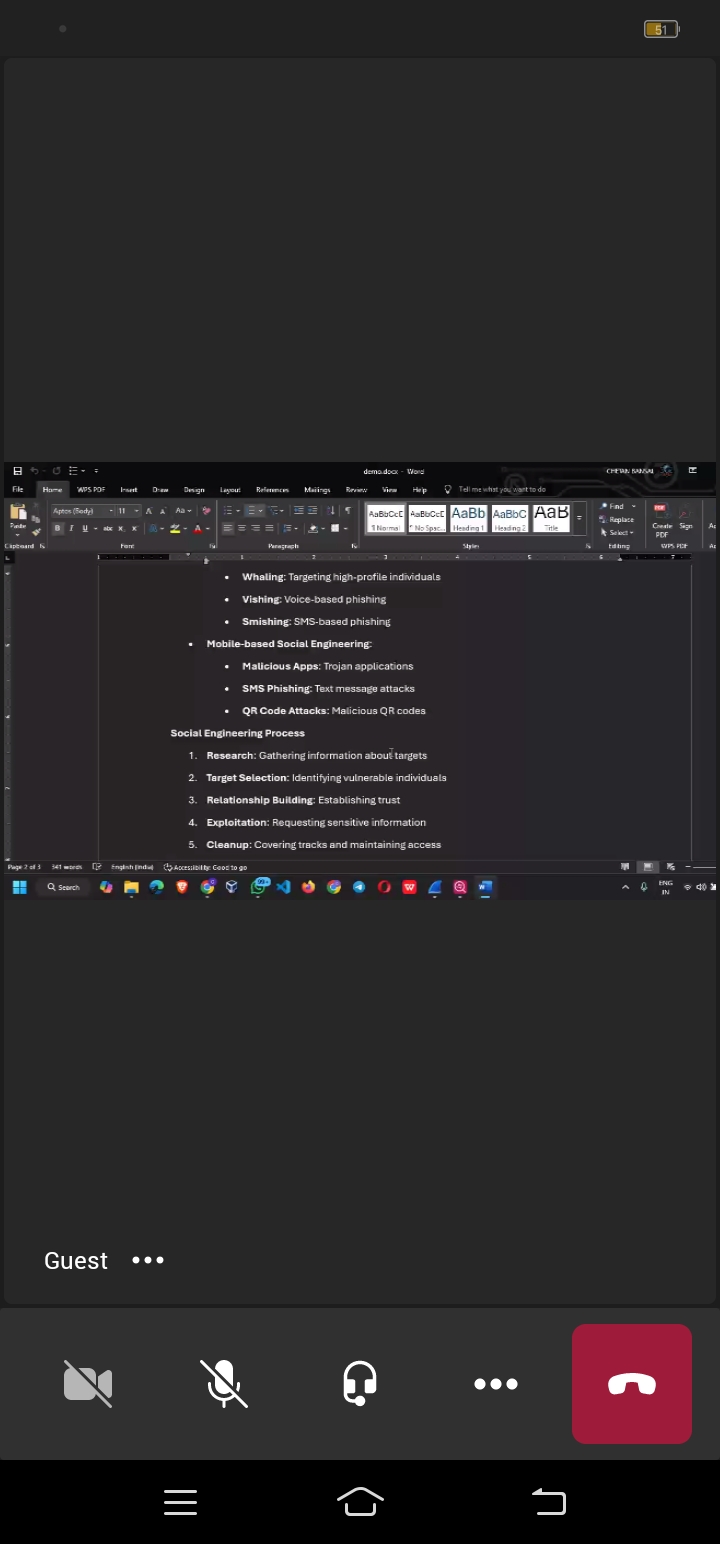 51
demo.docx - Word
CHETAN BANSAL
File Home WPS PDF Insert Draw Design Layout References Mailings Review View Help Tell me what you want to do
Paste
Aptos (Body) 11
Find
Replace
Select
Create PDF
Sign
AaBbCcE AaBbCcE AaBb AaBbC AaB
¶ Normal ¶ No Spac... Heading 1 Heading 2 Title
Clipboard Font Paragraph Styles Editing WPS PDF
• Whaling: Targeting high-profile individuals
• Vishing: Voice-based phishing
• Smishing: SMS-based phishing
• Mobile-based Social Engineering:
• Malicious Apps: Trojan applications
• SMS Phishing: Text message attacks
• QR Code Attacks: Malicious QR codes
Social Engineering Process
1. Research: Gathering information about targets
2. Target Selection: Identifying vulnerable individuals
3. Relationship Building: Establishing trust
4. Exploitation: Requesting sensitive information
5. Cleanup: Covering tracks and maintaining access
Page 2 of 3 541 words English (India) Accessibility: Good to go
Search
99+
ENG
IN
Guest